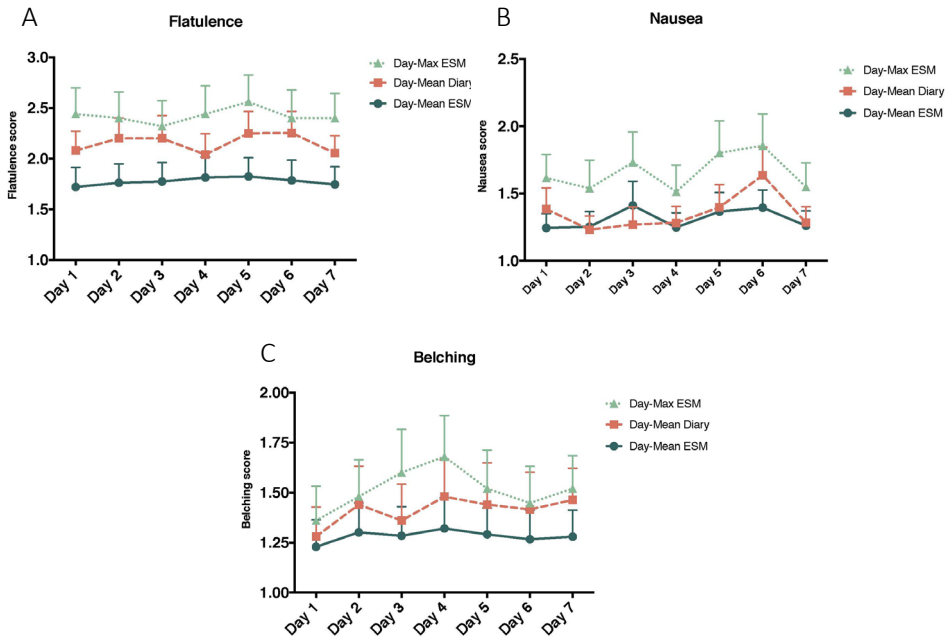 A
Flatulence
Flatulence score
3.0
2.5
2.0
1.5
1.0
Day 1
Day 2
Day 3
Day 4
Day 5
Day 6
Day 7
Day-Max ESM
Day-Mean Diary
Day-Mean ESM
B
Nausea
Nausea score
2.5
2.0
1.5
1.0
Day 1
Day 2
Day 3
Day 4
Day 5
Day 6
Day 7
Day-Max ESM
Day-Mean Diary
Day-Mean ESM
C
Belching
Belching score
2.00
1.75
1.50
1.25
1.00
Day 1
Day 2
Day 3
Day 4
Day 5
Day 6
Day 7
Day-Max ESM
Day-Mean Diary
Day-Mean ESM